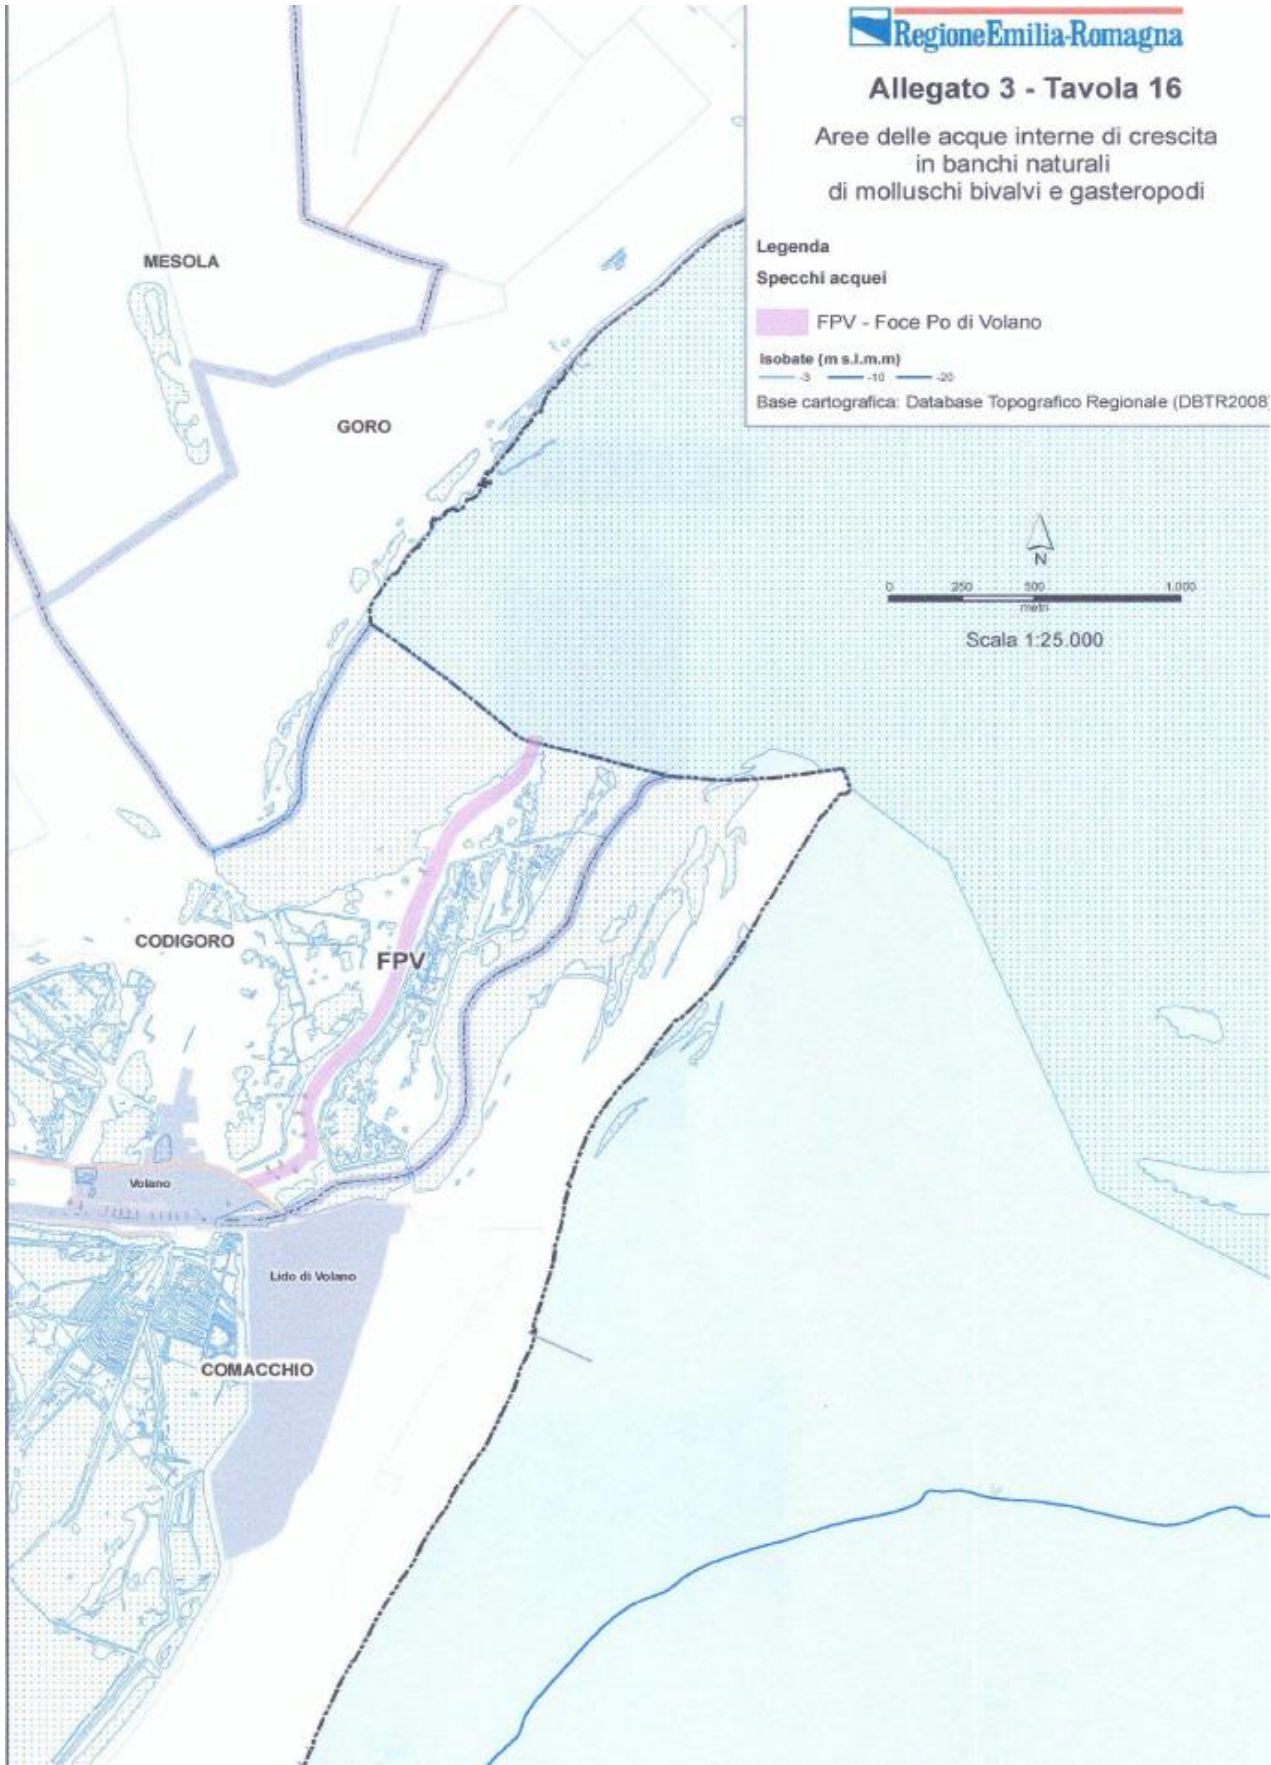 RegioneEmilia-Romagna
Allegato 3 - Tavola 16
Aree delle acque interne di crescita
in banchi naturali
di molluschi bivalvi e gasteropodi
Legenda
Specchi acquei
FPV - Foce Po di Volano
Isobate (m s.l.m.m)
-3 -10 -20
Base cartografica: Database Topografico Regionale (DBTR2008)
MESOLA
GORO
N
0 250 500 1.000
metri
Scala 1:25.000
CODIGORO
FPV
Volano
Lido di Volano
COMACCHIO